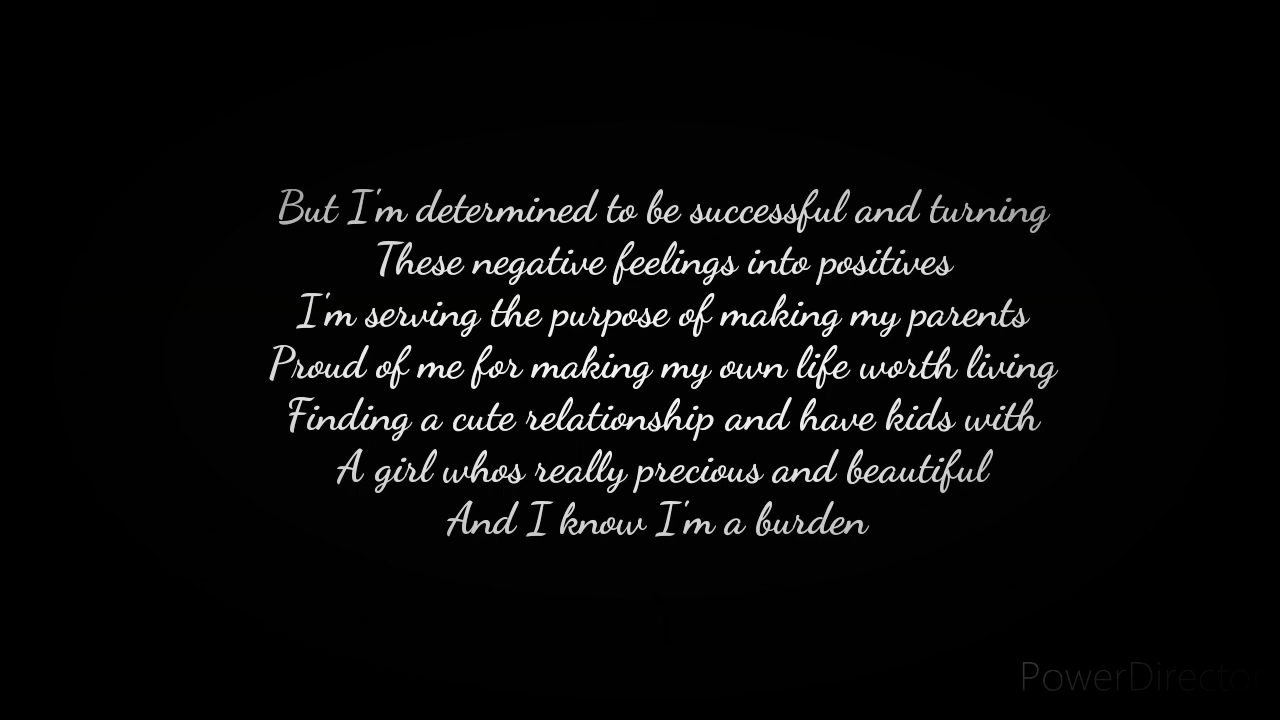 But I'm determined to be successful and turning
These negative feelings into positives
I'm serving the purpose of making my parents
Proud of me for making my own life worth living
Finding a cute relationship and have kids with
A girl whos really precious and beautiful
And I know I'm a burden
PowerDirector